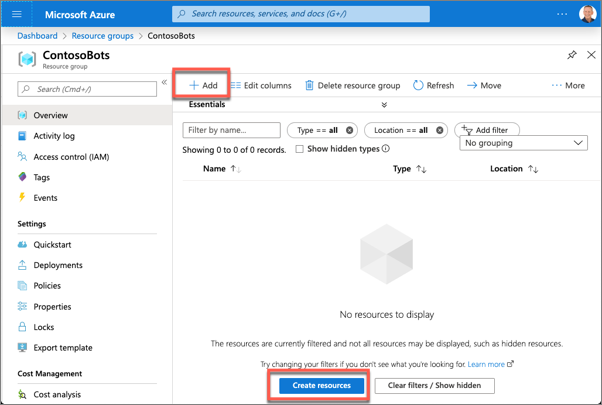 Microsoft Azure
Search resources, services, and docs (G+/)
Dashboard > Resource groups > ContosoBots
ContosoBots
Resource group
Search (Cmd+/)
Overview
Activity log
Access control (IAM)
Tags
Events
Settings
Quickstart
Deployments
Policies
Properties
Locks
Export template
Cost Management
Cost analysis
Add
Edit columns
Delete resource group
Refresh
Move
More
Essentials
Filter by name...
Type == all
Location == all
Add filter
Showing 0 to 0 of 0 records.
Show hidden types
No grouping
Name
Type
Location
No resources to display
The resources are currently filtered and not all resources may be displayed, such as hidden resources.
Try changing your filters if you don't see what you're looking for. Learn more
Create resources
Clear filters / Show hidden